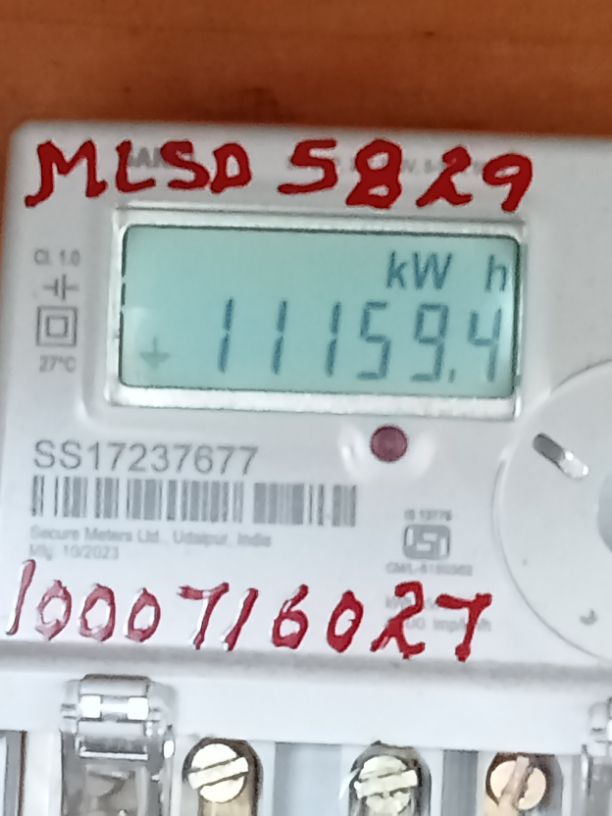 MLSD 5829
Cl. 1.0
kW h
11159.4
27°C
SS17237677
Secure Meters Ltd., Udaipur, India
Mfg. 10/2023
IS 13779
1000716027